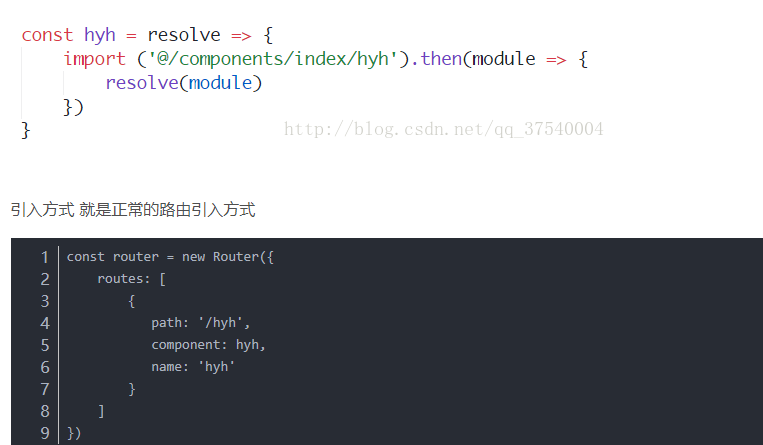 const hyh = resolve => {
    import ('@/components/index/hyh').then(module => {
        resolve(module)
    })
}
http://blog.csdn.net/qq_37540004
引入方式 就是正常的路由引入方式
1 const router = new Router({
2     routes: [
3         {
4            path: '/hyh',
5            component: hyh,
6            name: 'hyh'
7         }
8     ]
9 })